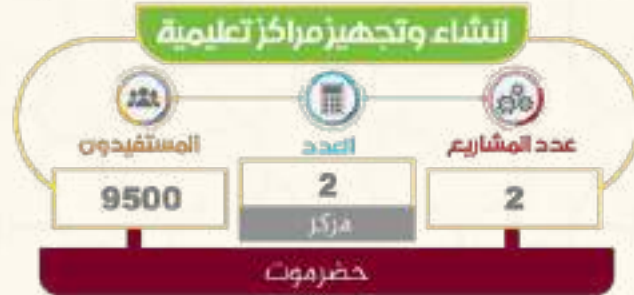 انشاء وتجهيز مراكز تعليمية
عدد المشاريع
العدد
المستفيدون
2
2
9500
مركز
حضرموت